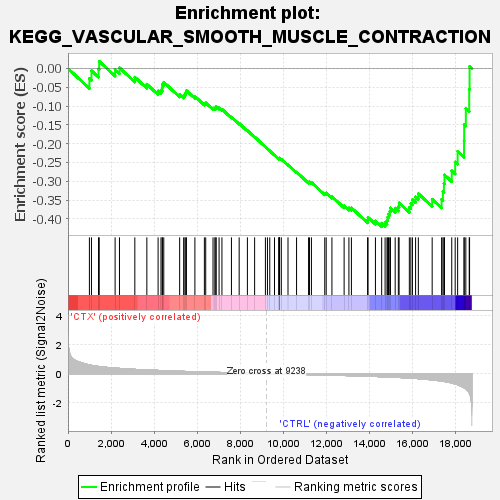 Enrichment plot:
KEGG_VASCULAR_SMOOTH_MUSCLE_CONTRACTION
Enrichment score (ES)
0.00
-0.05
-0.10
-0.15
-0.20
-0.25
-0.30
-0.35
-0.40
Ranked list metric (Signal2Noise)
'CTX' (positively correlated)
4
2
0
-2
Zero cross at 9238
'CTRL' (negatively correlated)
0
2,000
4,000
6,000
8,000
10,000
12,000
14,000
16,000
18,000
Rank in Ordered Dataset
Enrichment profile
Hits
Ranking metric scores